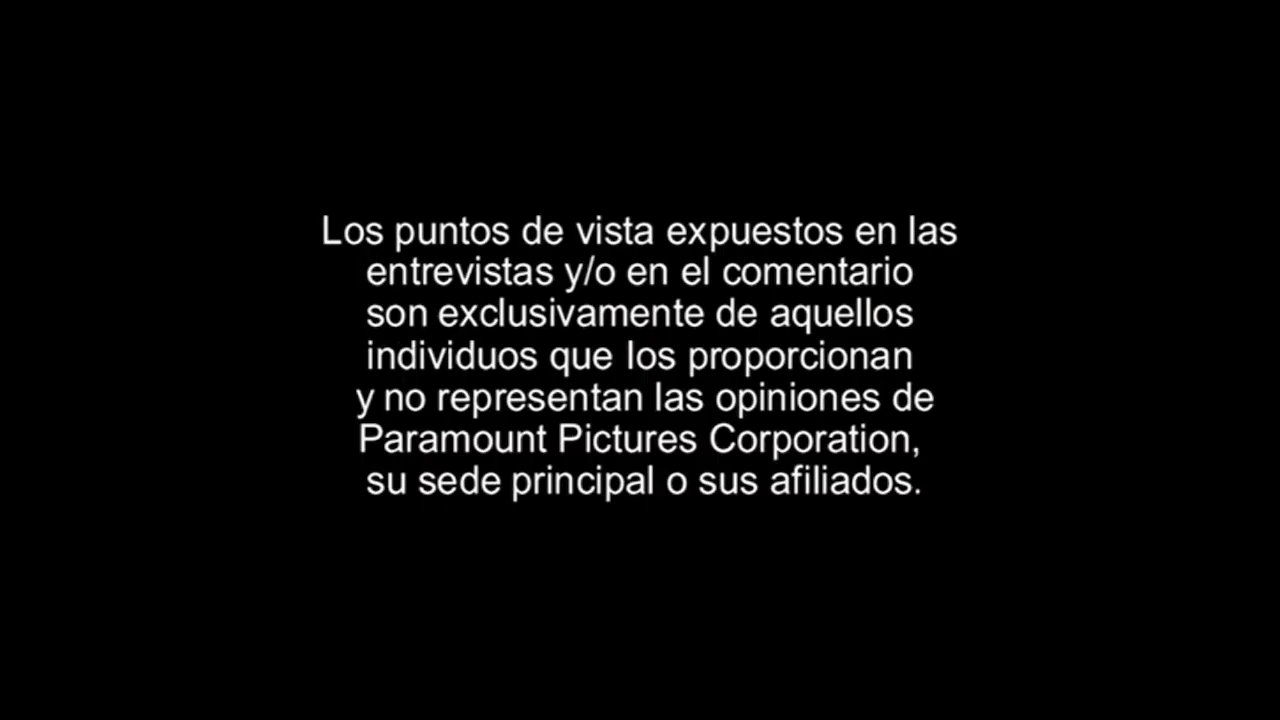 Los puntos de vista expuestos en las
entrevistas y/o en el comentario
son exclusivamente de aquellos
individuos que los proporcionan
y no representan las opiniones de
Paramount Pictures Corporation,
su sede principal o sus afiliados.